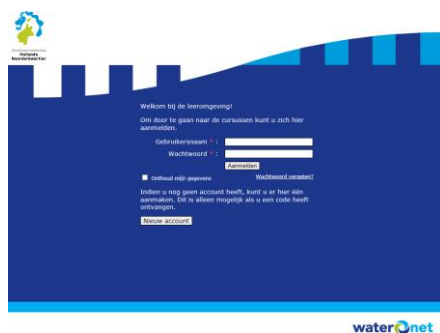 Hoogheemraadschap
Hollands
Noorderkwartier
Welkom bij de leeromgeving!
Om door te gaan naar de cursussen kunt u zich hier
aanmelden.
Gebruikersnaam * :
Wachtwoord * :
Aanmelden
Onthoud mijn gegevens
Wachtwoord vergeten?
Indien u nog geen account heeft, kunt u er hier één
aanmaken. Dit is alleen mogelijk als u een code heeft
ontvangen.
Nieuw account
waternet